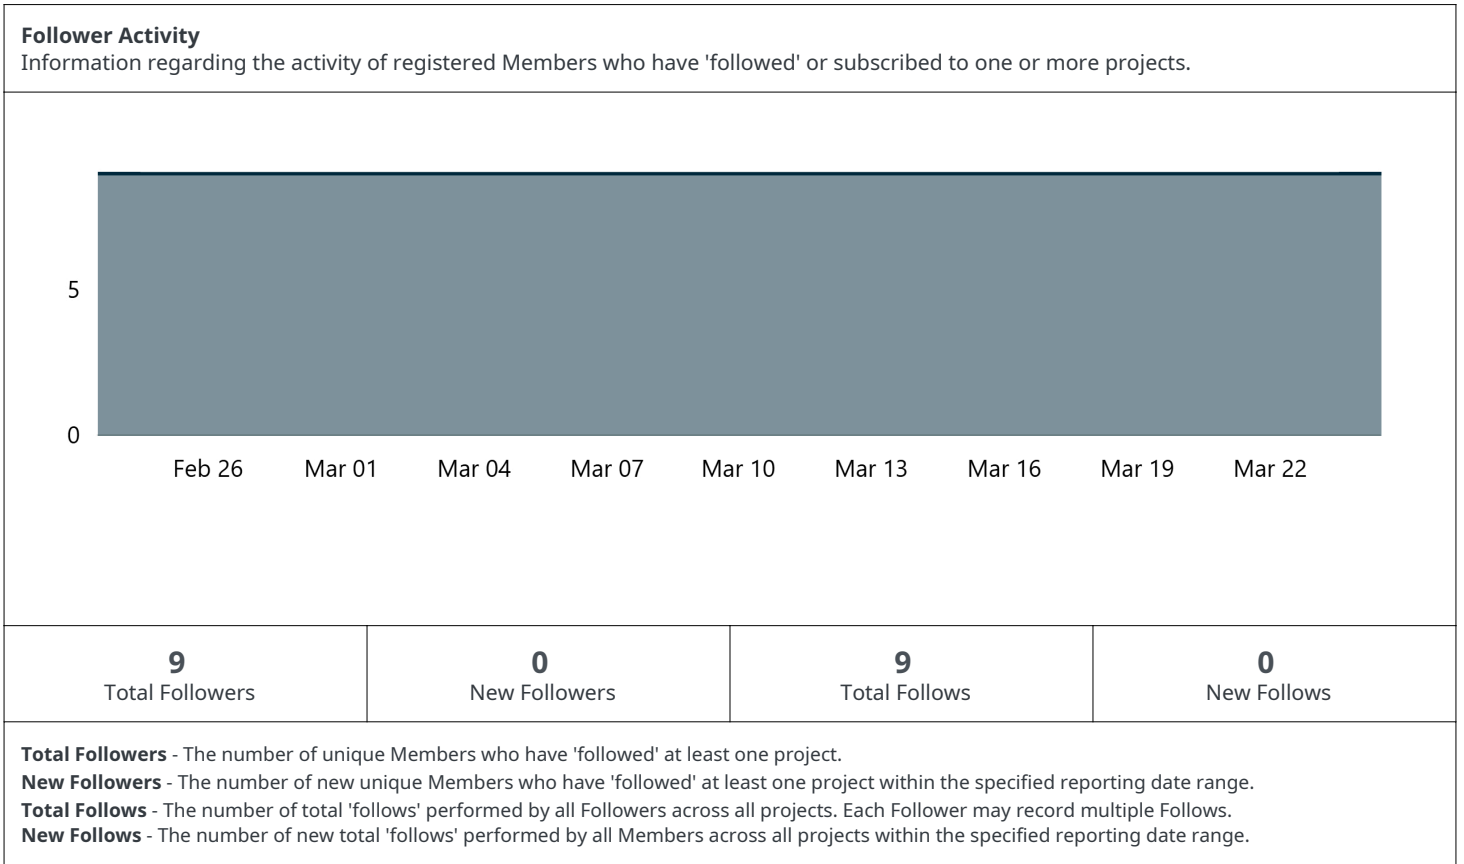 Follower Activity
Information regarding the activity of registered Members who have 'followed' or subscribed to one or more projects.
5
0
Feb 26 Mar 01 Mar 04 Mar 07 Mar 10 Mar 13 Mar 16 Mar 19 Mar 22
9 0 9 0
Total Followers New Followers Total Follows New Follows
Total Followers - The number of unique Members who have 'followed' at least one project.
New Followers - The number of new unique Members who have 'followed' at least one project within the specified reporting date range.
Total Follows - The number of total 'follows' performed by all Followers across all projects. Each Follower may record multiple Follows.
New Follows - The number of new total 'follows' performed by all Members across all projects within the specified reporting date range.